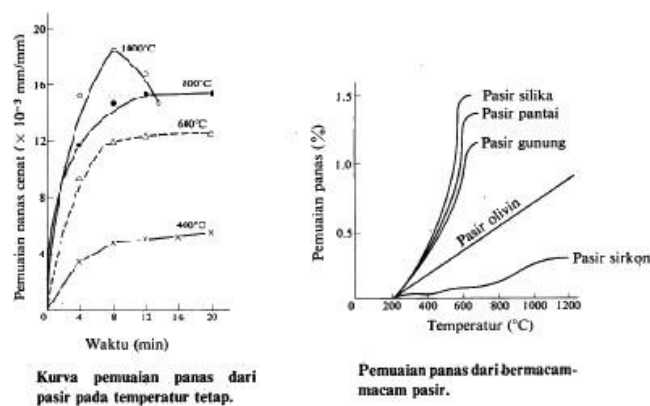 20
16
12
8
4
0
4
8
12
16
20
1000°C
800°C
600°C
400°C
Pemuaian panas cepat (× 10⁻³ mm/mm)
Waktu (min)
Kurva pemuaian panas dari
pasir pada temperatur tetap.
1.5
1.0
0.5
0
200 400 600 800 1000 1200
Pasir silika
Pasir pantai
Pasir gunung
Pasir olivin
Pasir sirkon
Pemuaian panas (%)
Temperatur (°C)
Pemuaian panas dari bermacam-
macam pasir.